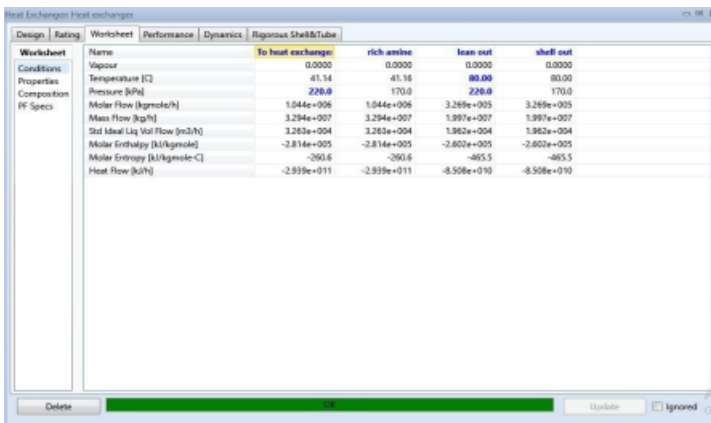 Heat Exchanger: Heat exchanger
Design Rating Worksheet Performance Dynamics Rigorous Shell&Tube
Worksheet
Conditions
Properties
Composition
PF Specs
Name To heat exchange rich amine lean out shell out
Vapour 0.0000 0.0000 0.0000 0.0000
Temperature [C] 41.14 41.16 80.00 80.00
Pressure [kPa] 220.0 170.0 220.0 170.0
Molar Flow [kgmole/h] 1.044e+006 1.044e+006 3.269e+005 3.269e+005
Mass Flow [kg/h] 3.294e+007 3.294e+007 1.997e+007 1.997e+007
Std Ideal Liq Vol Flow [m3/h] 3.263e+004 3.263e+004 1.962e+004 1.962e+004
Molar Enthalpy [kJ/kgmole] -2.814e+005 -2.814e+005 -2.602e+005 -2.602e+005
Molar Entropy [kJ/kgmole-C] -260.6 -260.6 -465.5 -465.5
Heat Flow [kJ/h] -2.939e+011 -2.939e+011 -8.508e+010 -8.508e+010
Delete OK Update Ignored